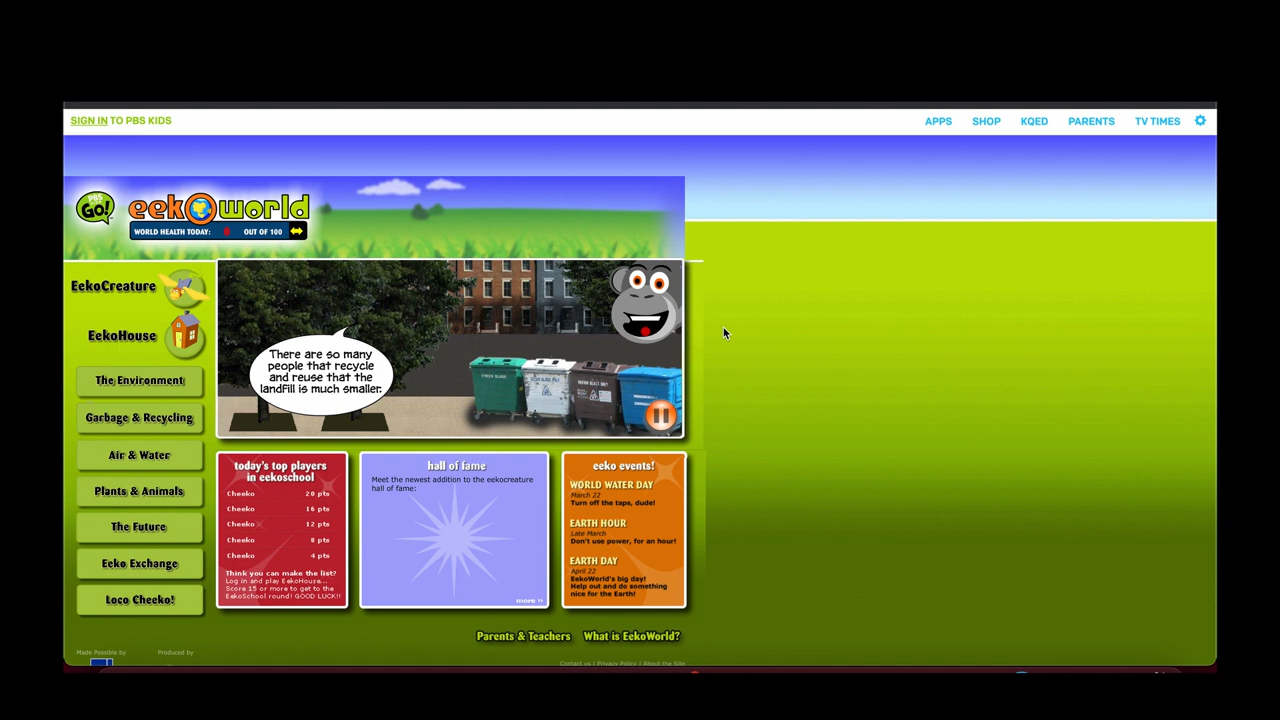 SIGN IN TO PBS KIDS
APPS SHOP KQED PARENTS TV TIMES
PBS
GO!
eekoworld
WORLD HEALTH TODAY: OUT OF 100
EekoCreature
EekoHouse
The Environment
Garbage & Recycling
Air & Water
Plants & Animals
The Future
Eeko Exchange
Loco Cheeko!
There are so many
people that recycle
and reuse that the
landfill is much smaller.
today's top players
in eekoschool
Cheeko 20 pts
Cheeko 16 pts
Cheeko 12 pts
Cheeko 8 pts
Cheeko 4 pts
Think you can make the list?
Log in and play EekoHouse...
Score 15 or more to get to the
EekoSchool round! GOOD LUCK!!
hall of fame
Meet the newest addition to the eekocreature
hall of fame:
more »
eeko events!
WORLD WATER DAY
March 22
Turn off the taps, dude!
EARTH HOUR
Late March
Don't use power, for an hour!
EARTH DAY
April 22
EekoWorld's big day!
Help out and do something
nice for the Earth!
Parents & Teachers What is EekoWorld?
Made Possible by Produced by
Contact us | Privacy Policy | About the Site